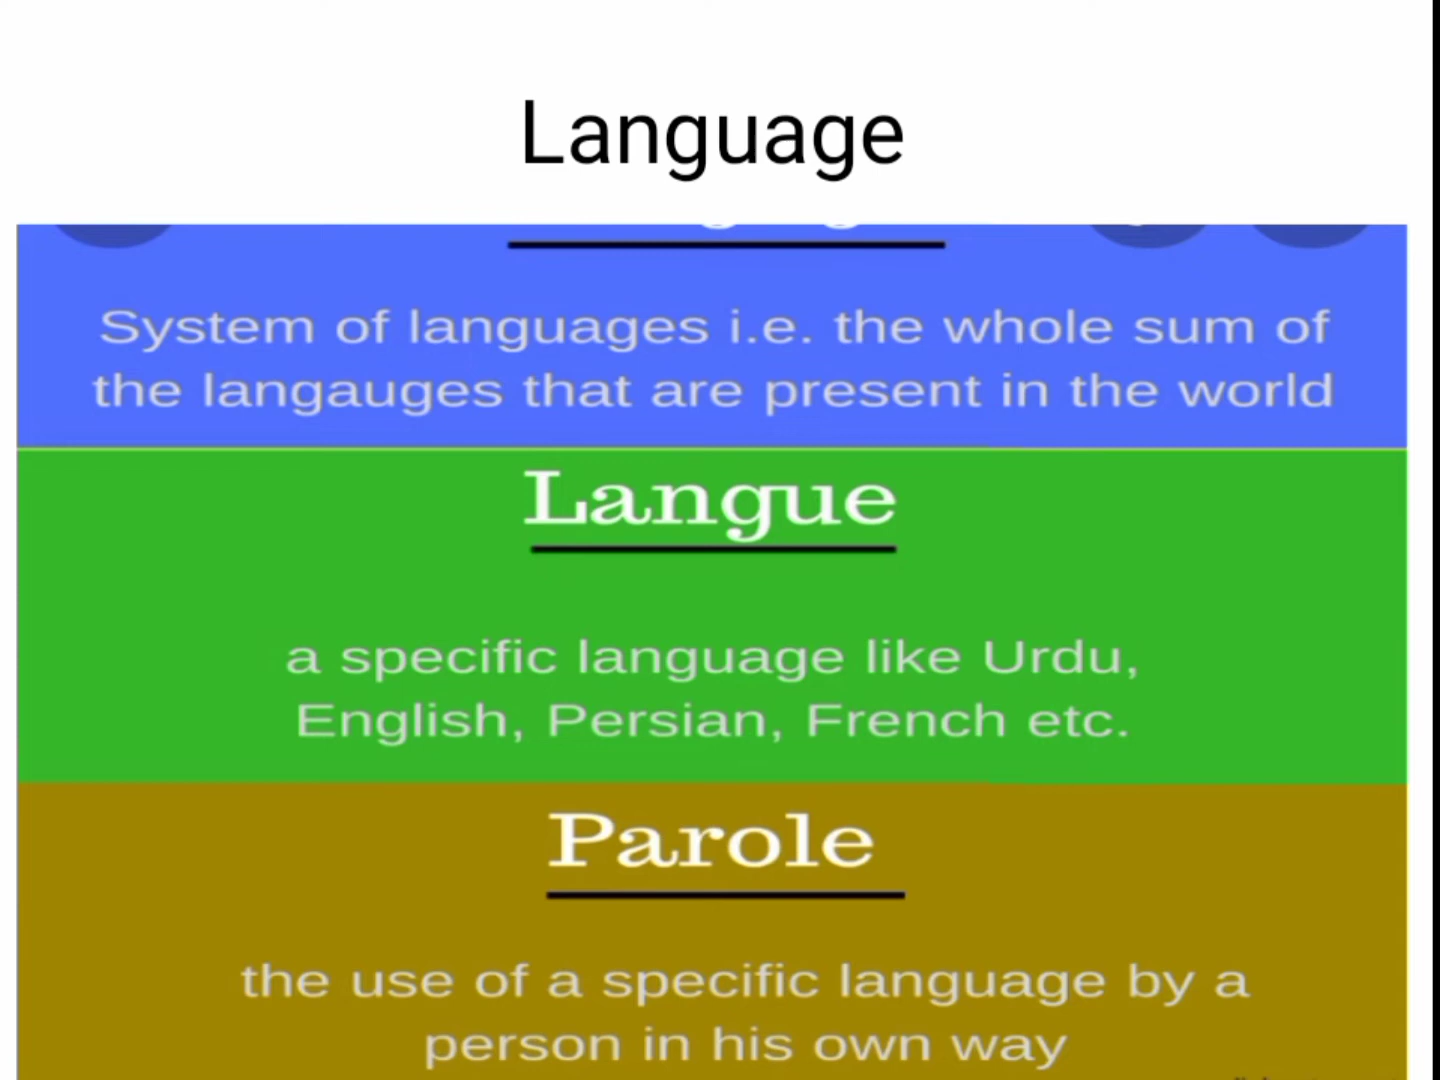 Language
System of languages i.e. the whole sum of
the langauges that are present in the world
Langue
a specific language like Urdu,
English, Persian, French etc.
Parole
the use of a specific language by a
person in his own way